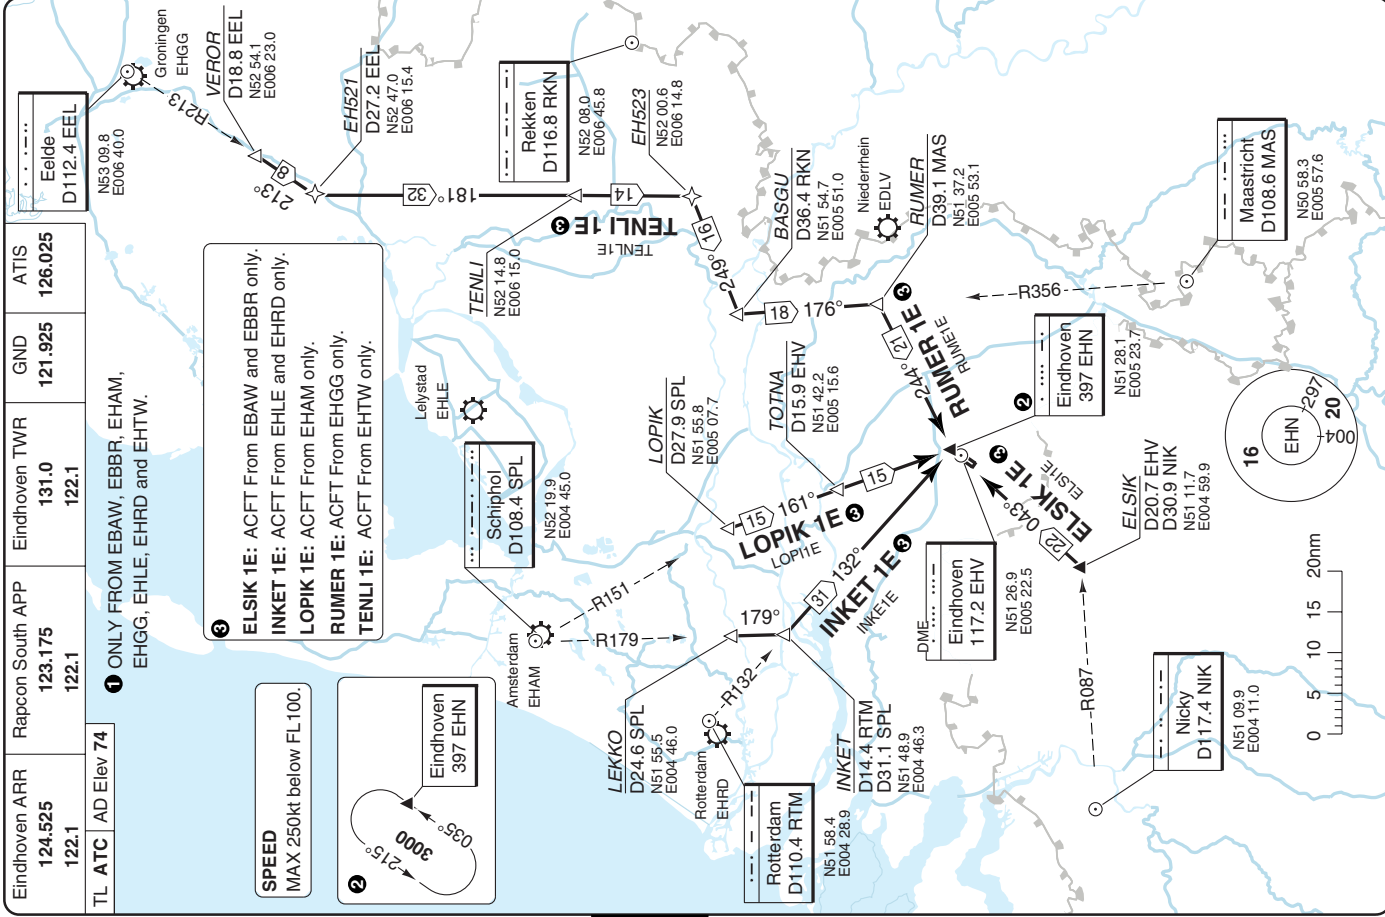 Eindhoven ARR
124.525
122.1
Rapcon South APP
123.175
122.1
Eindhoven TWR
131.0
122.1
GND
121.925
ATIS
126.025
TL ATC
AD Elev 74
❶ ONLY FROM EBAW, EBBR, EHAM,
EHGG, EHLE, EHRD and EHTW.
❸
ELSIK 1E: ACFT From EBAW and EBBR only.
INKET 1E: ACFT From EHLE and EHRD only.
LOPIK 1E: ACFT From EHAM only.
RUMER 1E: ACFT From EHGG only.
TENLI 1E: ACFT From EHTW only.
SPEED
MAX 250kt below FL100.
❷
215°
3000
035°
Eindhoven
397 EHN
Eelde
D112.4 EEL
N53 09.8
E006 40.0
Groningen
EHGG
R213
VEROR
D18.8 EEL
N52 54.1
E006 23.0
213°
8
EH521
D27.2 EEL
N52 47.0
E006 15.4
32
181°
Rekken
D116.8 RKN
N52 08.0
E006 45.8
TENLI
N52 14.8
E006 15.0
14
TENLI 1E ❸
TENL1E
EH523
N52 00.6
E006 14.8
16
249°
BASGU
D36.4 RKN
N51 54.7
E005 51.0
18
176°
Niederrhein
EDLV
RUMER
D39.1 MAS
N51 37.2
E005 53.1
21
244°
RUMER 1E ❸
RUME1E
R356
Maastricht
D108.6 MAS
N50 58.3
E005 57.6
Lelystad
EHLE
Schiphol
D108.4 SPL
N52 19.9
E004 45.0
Amsterdam
EHAM
R151
R179
LOPIK
D27.9 SPL
N51 55.8
E005 07.7
15
161°
LOPIK 1E ❸
LOPI1E
TOTNA
D15.9 EHV
N51 42.2
E005 15.6
15
LEKKO
D24.6 SPL
N51 55.5
E004 46.0
179°
Rotterdam
EHRD
R132
Rotterdam
D110.4 RTM
N51 58.4
E004 28.9
INKET
D14.4 RTM
D31.1 SPL
N51 48.9
E004 46.3
31
132°
INKET 1E ❸
INKE1E
❷
Eindhoven
397 EHN
N51 28.1
E005 23.7
DME
Eindhoven
117.2 EHV
N51 26.9
E005 22.5
ELSIK 1E ❸
ELSI1E
043°
22
ELSIK
D20.7 EHV
D30.9 NIK
N51 11.7
E004 59.9
R087
Nicky
D117.4 NIK
N51 09.9
E004 11.0
EHN
16
20
297
004
0 5 10 15 20nm